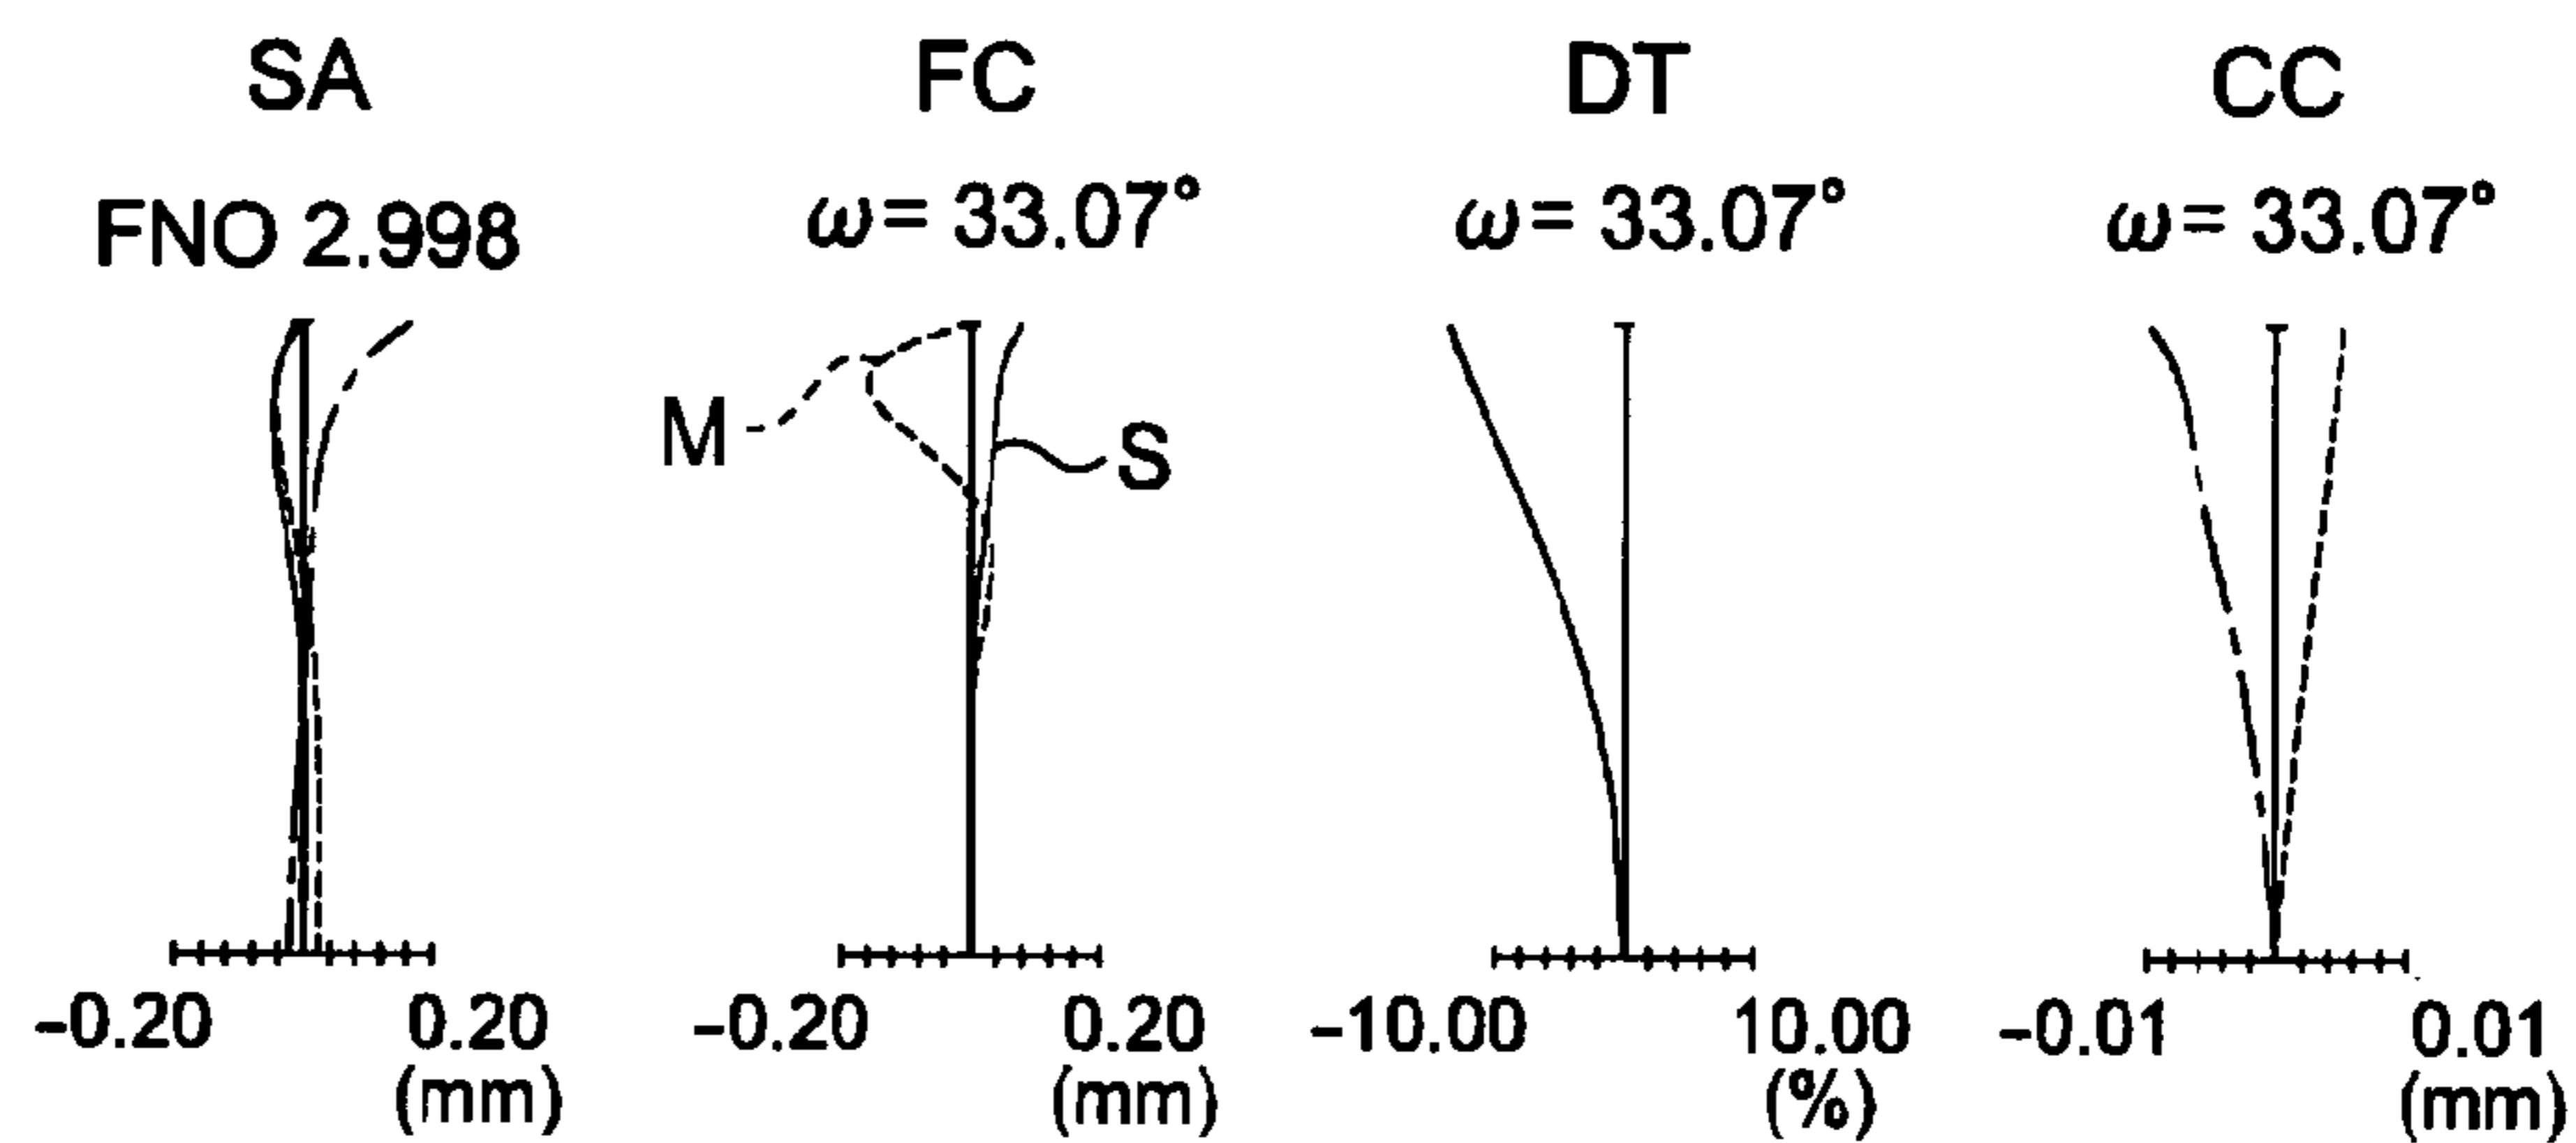 SA FC DT CC
FNO 2.998 ω= 33.07° ω= 33.07° ω= 33.07°
M S
-0.20 0.20 -0.20 0.20 -10.00 10.00 -0.01 0.01
(mm) (mm) (%) (mm)